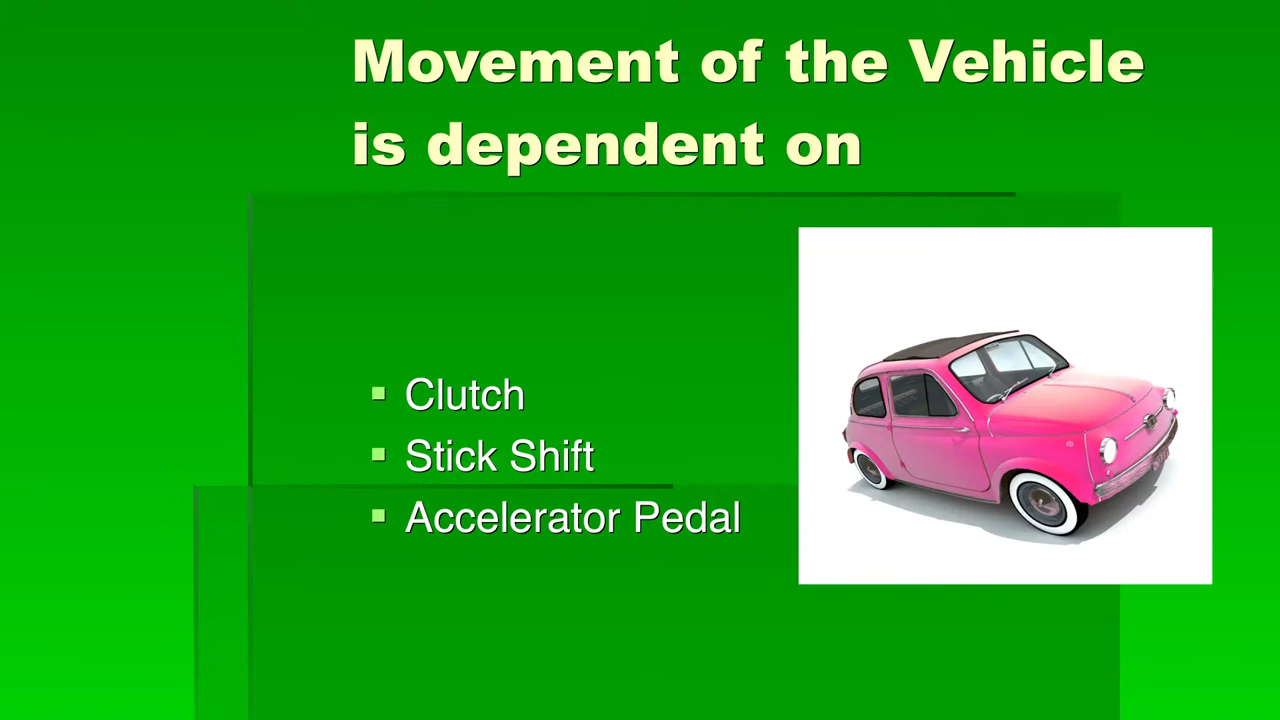 Movement of the Vehicle
is dependent on
Clutch
Stick Shift
Accelerator Pedal